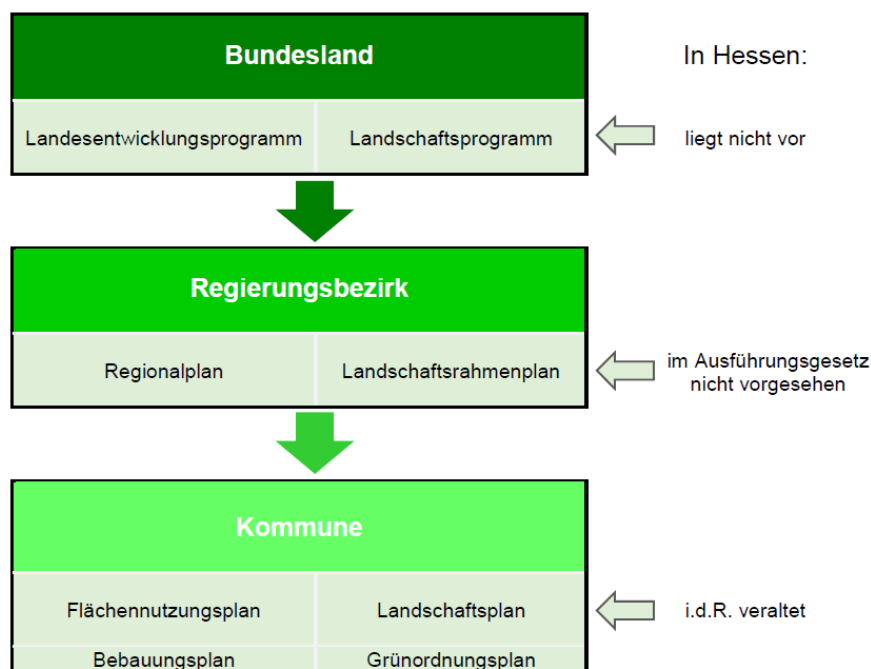 Bundesland
In Hessen:
Landesentwicklungsprogramm
Landschaftsprogramm
liegt nicht vor
Regierungsbezirk
Regionalplan
Landschaftsrahmenplan
im Ausführungsgesetz
nicht vorgesehen
Kommune
Flächennutzungsplan
Landschaftsplan
i.d.R. veraltet
Bebauungsplan
Grünordnungsplan